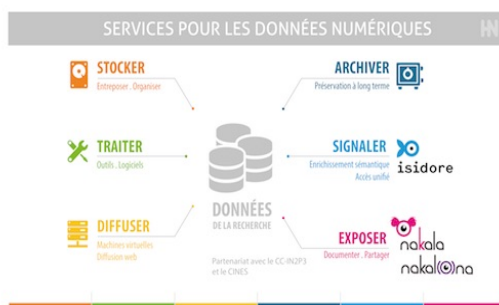 SERVICES POUR LES DONNÉES NUMÉRIQUES
STOCKER
Entreposer . Organiser
TRAITER
Outils . Logiciels
DIFFUSER
Machines virtuelles
Diffusion web
DONNÉES
DE LA RECHERCHE
Partenariat avec le CC-IN2P3
et le CINES
ARCHIVER
Préservation à long terme
SIGNALER
Enrichissement sémantique
Accès unifié
isidore
EXPOSER
Documenter . Partager
nakala
nakal(o)na